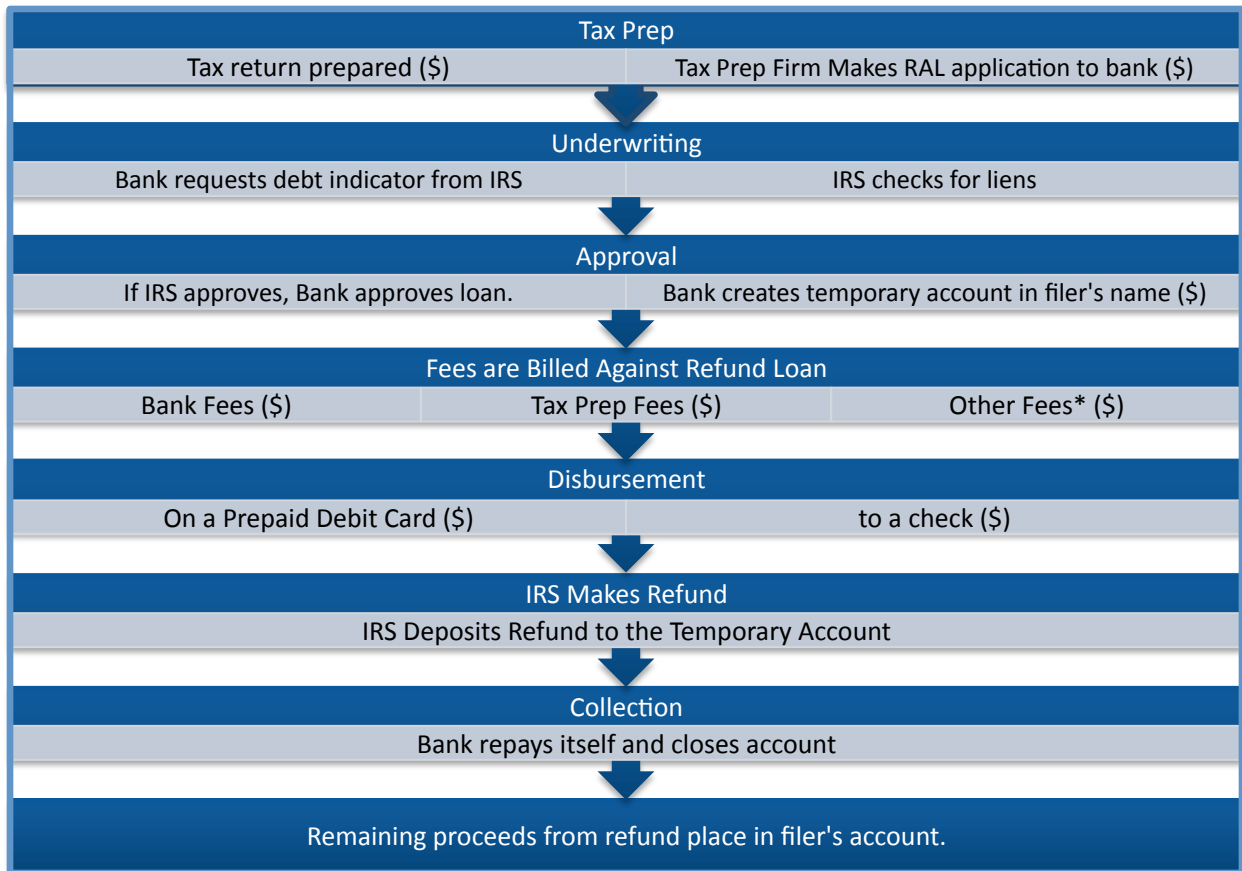 Tax Prep
Tax return prepared ($)
Tax Prep Firm Makes RAL application to bank ($)
Underwriting
Bank requests debt indicator from IRS
IRS checks for liens
Approval
If IRS approves, Bank approves loan.
Bank creates temporary account in filer's name ($)
Fees are Billed Against Refund Loan
Bank Fees ($)
Tax Prep Fees ($)
Other Fees* ($)
Disbursement
On a Prepaid Debit Card ($)
to a check ($)
IRS Makes Refund
IRS Deposits Refund to the Temporary Account
Collection
Bank repays itself and closes account
Remaining proceeds from refund place in filer's account.